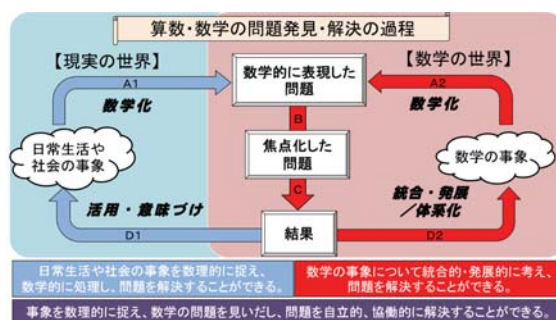 算数・数学の問題発見・解決の過程
【現実の世界】
【数学の世界】
A1
数学化
数学的に表現した
問題
A2
数学化
B
日常生活や
社会の事象
焦点化した
問題
数学の事象
C
活用・意味づけ
D1
結果
統合・発展
／体系化
D2
日常生活や社会の事象を数理的に捉え、
数学的に処理し、問題を解決することができる。
数学の事象について統合的・発展的に考え、
問題を解決することができる。
事象を数理的に捉え、数学の問題を見いだし、問題を自立的、協働的に解決することができる。